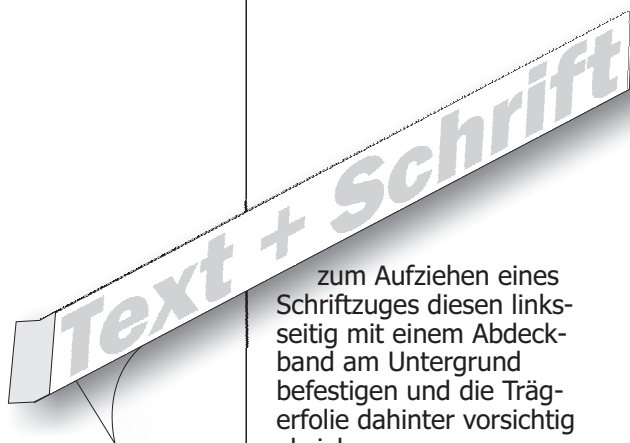 Text + Schrift
zum Aufziehen eines
Schriftzuges diesen links-
seitig mit einem Abdeck-
band am Untergrund
befestigen und die Träg-
erfolie dahinter vorsichtig